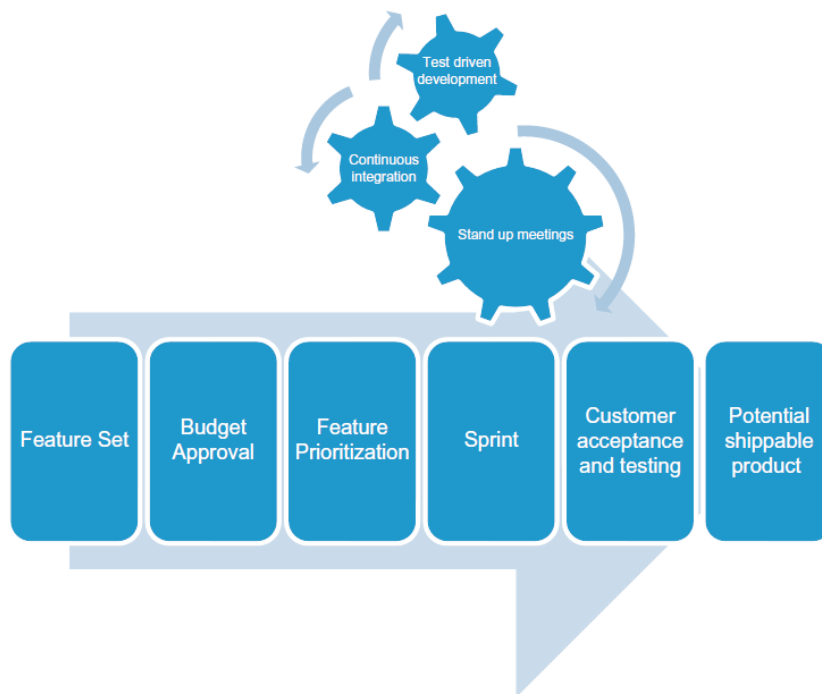 Test driven
development
Continuous
integration
Stand up meetings
Feature Set
Budget
Approval
Feature
Prioritization
Sprint
Customer
acceptance
and testing
Potential
shippable
product